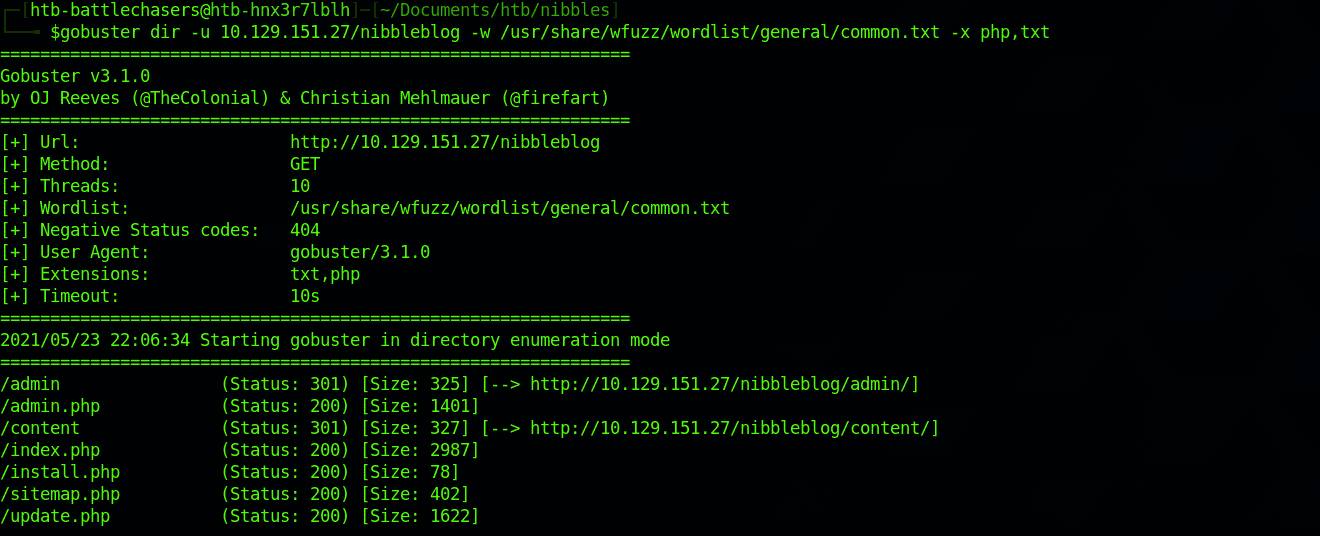 ┌─[htb-battlechasers@htb-hnx3r7lblh]─[~/Documents/htb/nibbles]
└──╼ $gobuster dir -u 10.129.151.27/nibbleblog -w /usr/share/wfuzz/wordlist/general/common.txt -x php,txt
===============================================================
Gobuster v3.1.0
by OJ Reeves (@TheColonial) & Christian Mehlmauer (@firefart)
===============================================================
[+] Url:                     http://10.129.151.27/nibbleblog
[+] Method:                  GET
[+] Threads:                 10
[+] Wordlist:                /usr/share/wfuzz/wordlist/general/common.txt
[+] Negative Status codes:   404
[+] User Agent:              gobuster/3.1.0
[+] Extensions:              txt,php
[+] Timeout:                 10s
===============================================================
2021/05/23 22:06:34 Starting gobuster in directory enumeration mode
===============================================================
/admin                (Status: 301) [Size: 325] [--> http://10.129.151.27/nibbleblog/admin/]
/admin.php            (Status: 200) [Size: 1401]
/content              (Status: 301) [Size: 327] [--> http://10.129.151.27/nibbleblog/content/]
/index.php            (Status: 200) [Size: 2987]
/install.php          (Status: 200) [Size: 78]
/sitemap.php          (Status: 200) [Size: 402]
/update.php           (Status: 200) [Size: 1622]